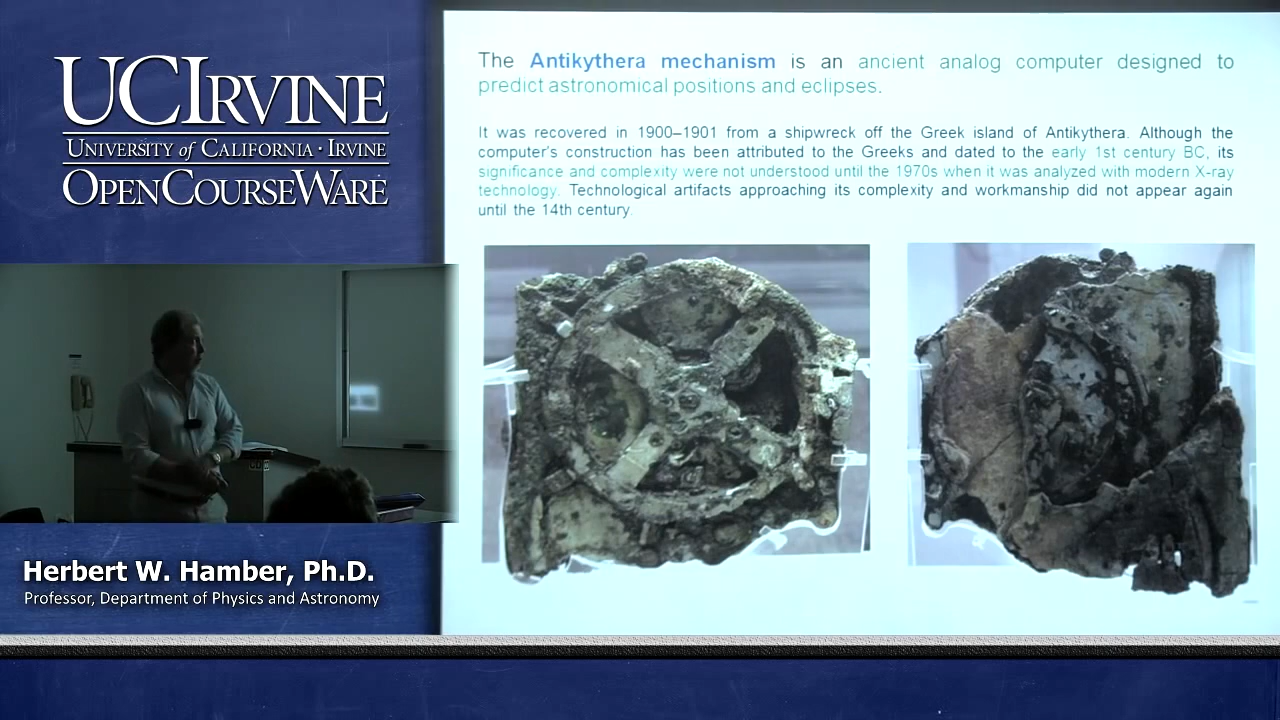 UCIRVINE
UNIVERSITY of CALIFORNIA · IRVINE
OPENCOURSEWARE
The Antikythera mechanism is an ancient analog computer designed to
predict astronomical positions and eclipses.
It was recovered in 1900–1901 from a shipwreck off the Greek island of Antikythera. Although the
computer's construction has been attributed to the Greeks and dated to the early 1st century BC, its
significance and complexity were not understood until the 1970s when it was analyzed with modern X-ray
technology. Technological artifacts approaching its complexity and workmanship did not appear again
until the 14th century.
Herbert W. Hamber, Ph.D.
Professor, Department of Physics and Astronomy